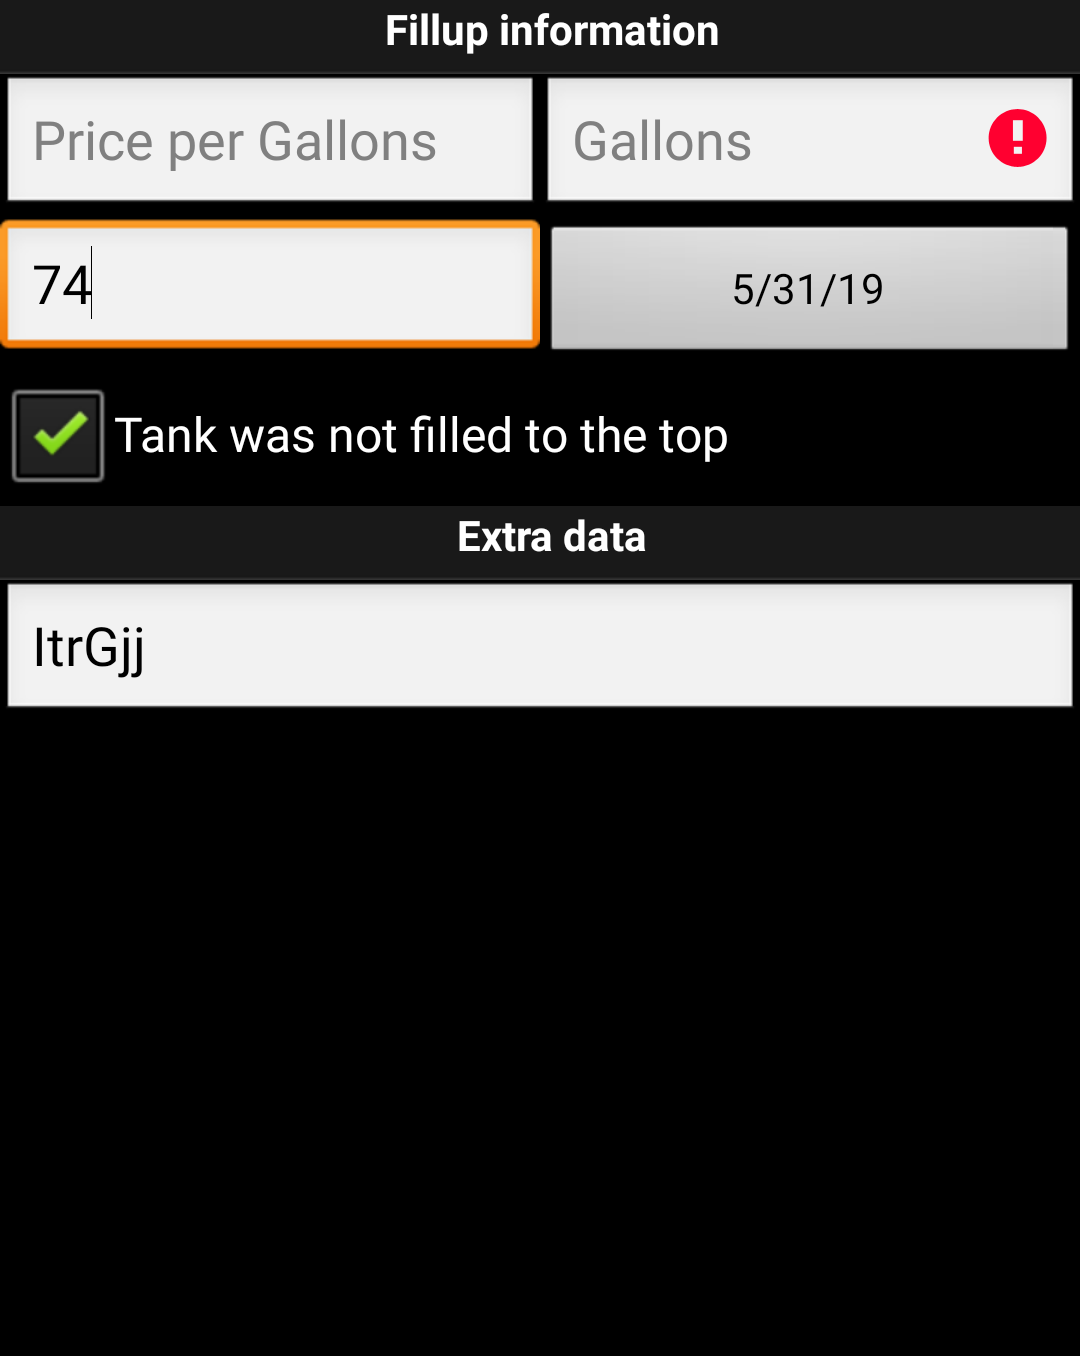 Fillup information
Price per Gallons
Gallons
74
5/31/19
Tank was not filled to the top
Extra data
ItrGjj